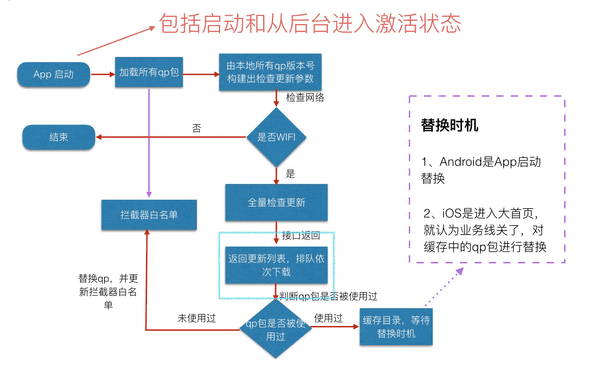 包括启动和从后台进入激活状态
App 启动
加载所有qp包
由本地所有qp版本号
构建出检查更新参数
检查网络
否
结束
是否WIFI
是
替换时机
1、Android是App启动
替换
2、iOS是进入大首页，
就认为业务线关了，对
缓存中的qp包进行替换
全量检查更新
拦截器白名单
接口返回
返回更新列表，排队依
次下载
替换qp，并更
新拦截器白名
单
判断qp包是否被使用过
未使用过
qp包是否被使
用过
使用过
缓存目录，等待
替换时机